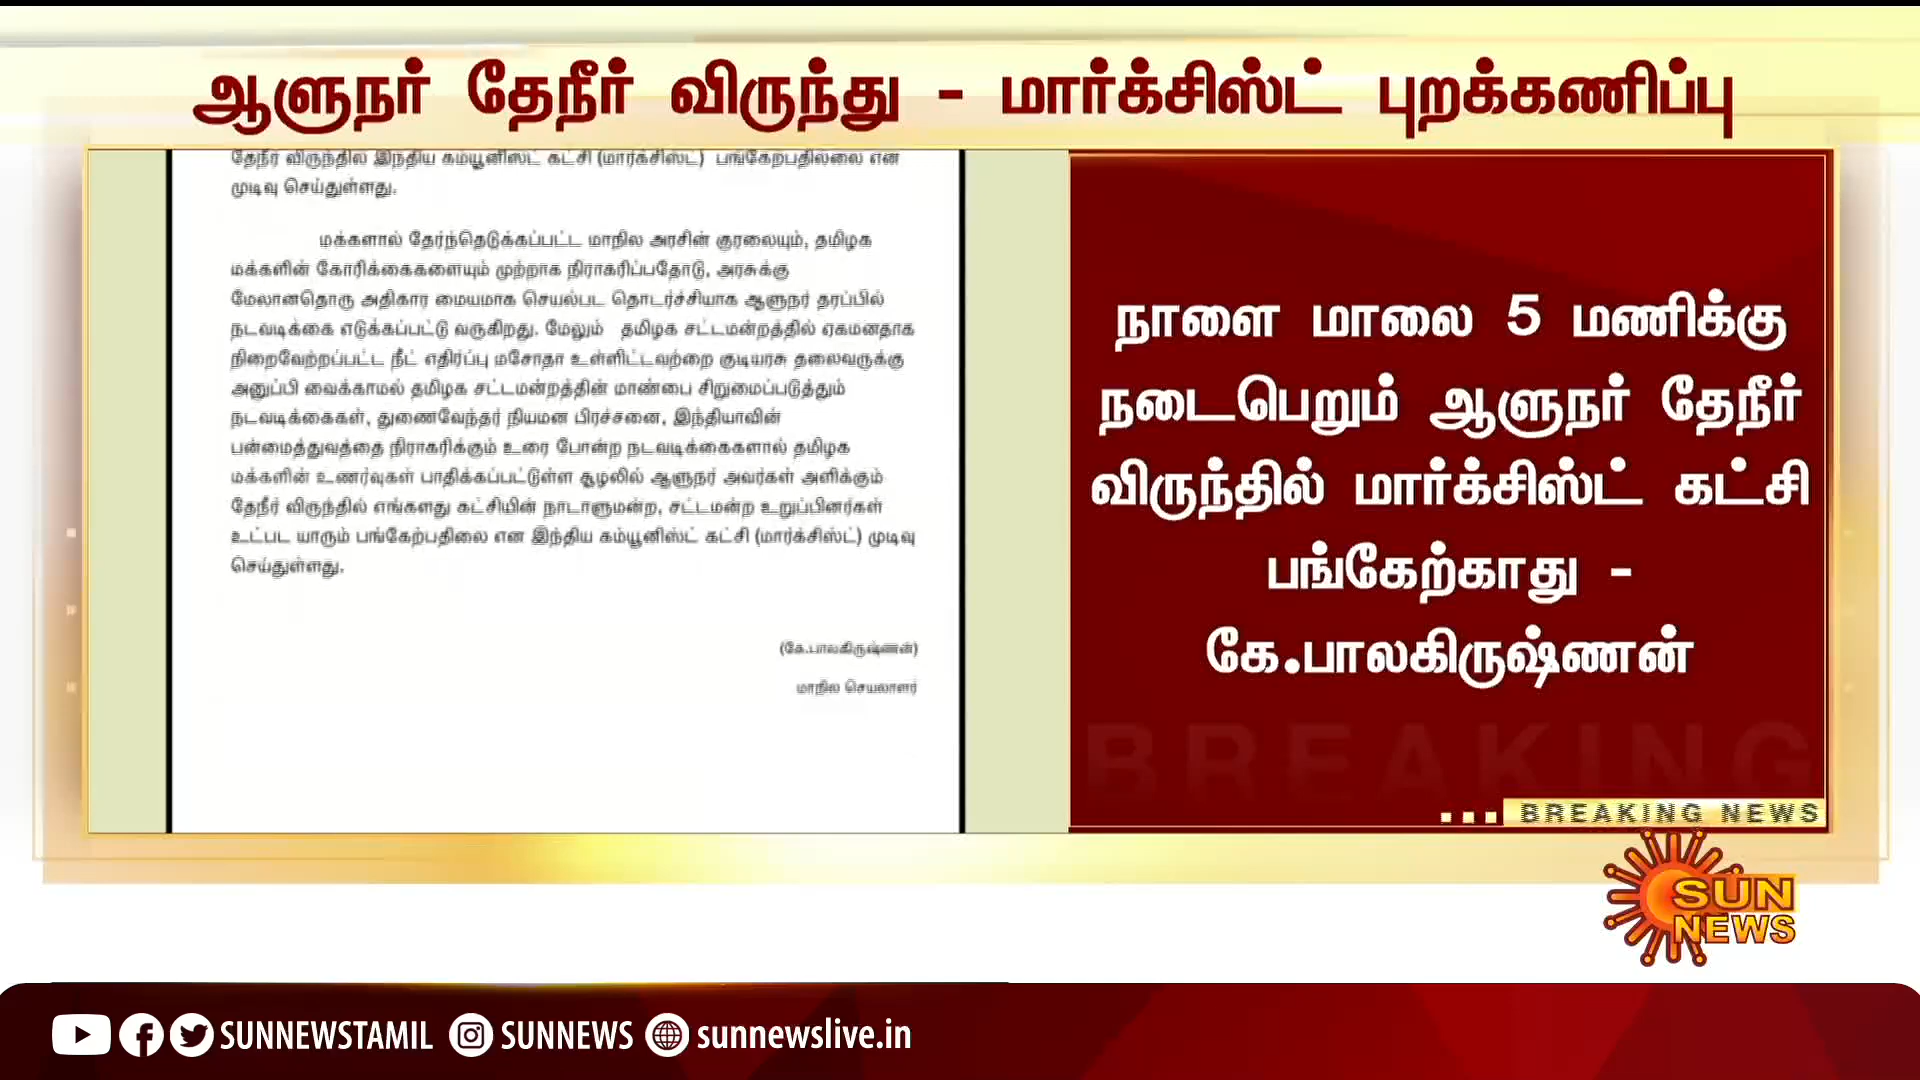 ஆளுநர் தேநீர் விருந்து - மார்க்சிஸ்ட் புறக்கணிப்பு
தேநீர் விருந்தில் இந்திய கம்யூனிஸ்ட் கட்சி (மார்க்சிஸ்ட்) பங்கேற்பதில்லை என
முடிவு செய்துள்ளது.
மக்களால் தேர்ந்தெடுக்கப்பட்ட மாநில அரசின் குரலையும், தமிழக
மக்களின் கோரிக்கைகளையும் முற்றாக நிராகரிப்பதோடு, அரசுக்கு
மேலானதொரு அதிகார மையமாக செயல்பட தொடர்ச்சியாக ஆளுநர் தரப்பில்
நடவடிக்கை எடுக்கப்பட்டு வருகிறது. மேலும் தமிழக சட்டமன்றத்தில் ஏகமனதாக
நிறைவேற்றப்பட்ட நீட் எதிர்ப்பு மசோதா உள்ளிட்டவற்றை குடியரசு தலைவருக்கு
அனுப்பி வைக்காமல் தமிழக சட்டமன்றத்தின் மாண்பை சிறுமைப்படுத்தும்
நடவடிக்கைகள், துணைவேந்தர் நியமன பிரச்சனை, இந்தியாவின்
பன்மைத்துவத்தை நிராகரிக்கும் உரை போன்ற நடவடிக்கைகளால் தமிழக
மக்களின் உணர்வுகள் பாதிக்கப்பட்டுள்ள சூழலில் ஆளுநர் அவர்கள் அளிக்கும்
தேநீர் விருந்தில் எங்களது கட்சியின் நாடாளுமன்ற, சட்டமன்ற உறுப்பினர்கள்
உட்பட யாரும் பங்கேற்பதிலை என இந்திய கம்யூனிஸ்ட் கட்சி (மார்க்சிஸ்ட்) முடிவு
செய்துள்ளது.
(கே.பாலகிருஷ்ணன்)
மாநில செயலாளர்
நாளை மாலை 5 மணிக்கு
நடைபெறும் ஆளுநர் தேநீர்
விருந்தில் மார்க்சிஸ்ட் கட்சி
பங்கேற்காது -
கே.பாலகிருஷ்ணன்
BREAKING
BREAKING NEWS
SUN
NEWS
SUNNEWSTAMIL SUNNEWS sunnewslive.in